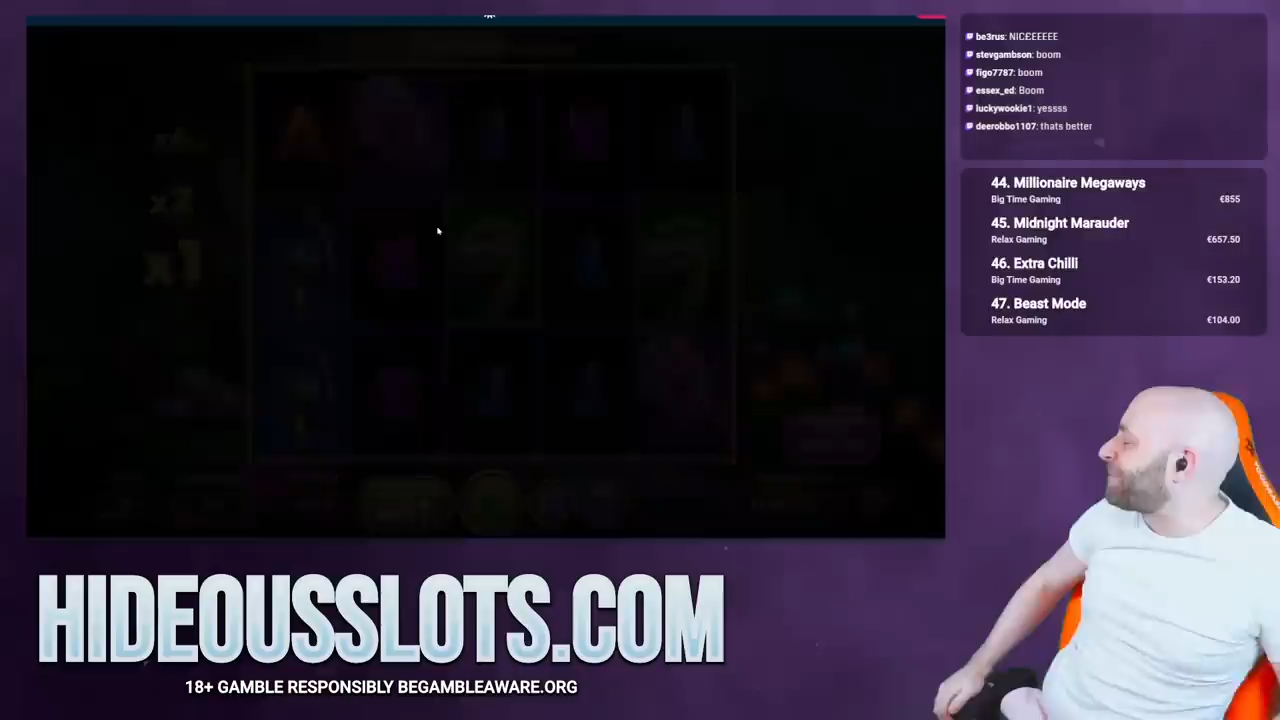 be3rus: NICEEEEEE
stevgambson: boom
figo7787: boom
essex_ed: Boom
luckywookie1: yessss
deerobbo1107: thats better
44. Millionaire Megaways
Big Time Gaming €855
45. Midnight Marauder
Relax Gaming €657.50
46. Extra Chilli
Big Time Gaming €153.20
47. Beast Mode
Relax Gaming €104.00
x2
x1
HIDEOUSSLOTS.COM
18+ GAMBLE RESPONSIBLY BEGAMBLEAWARE.ORG